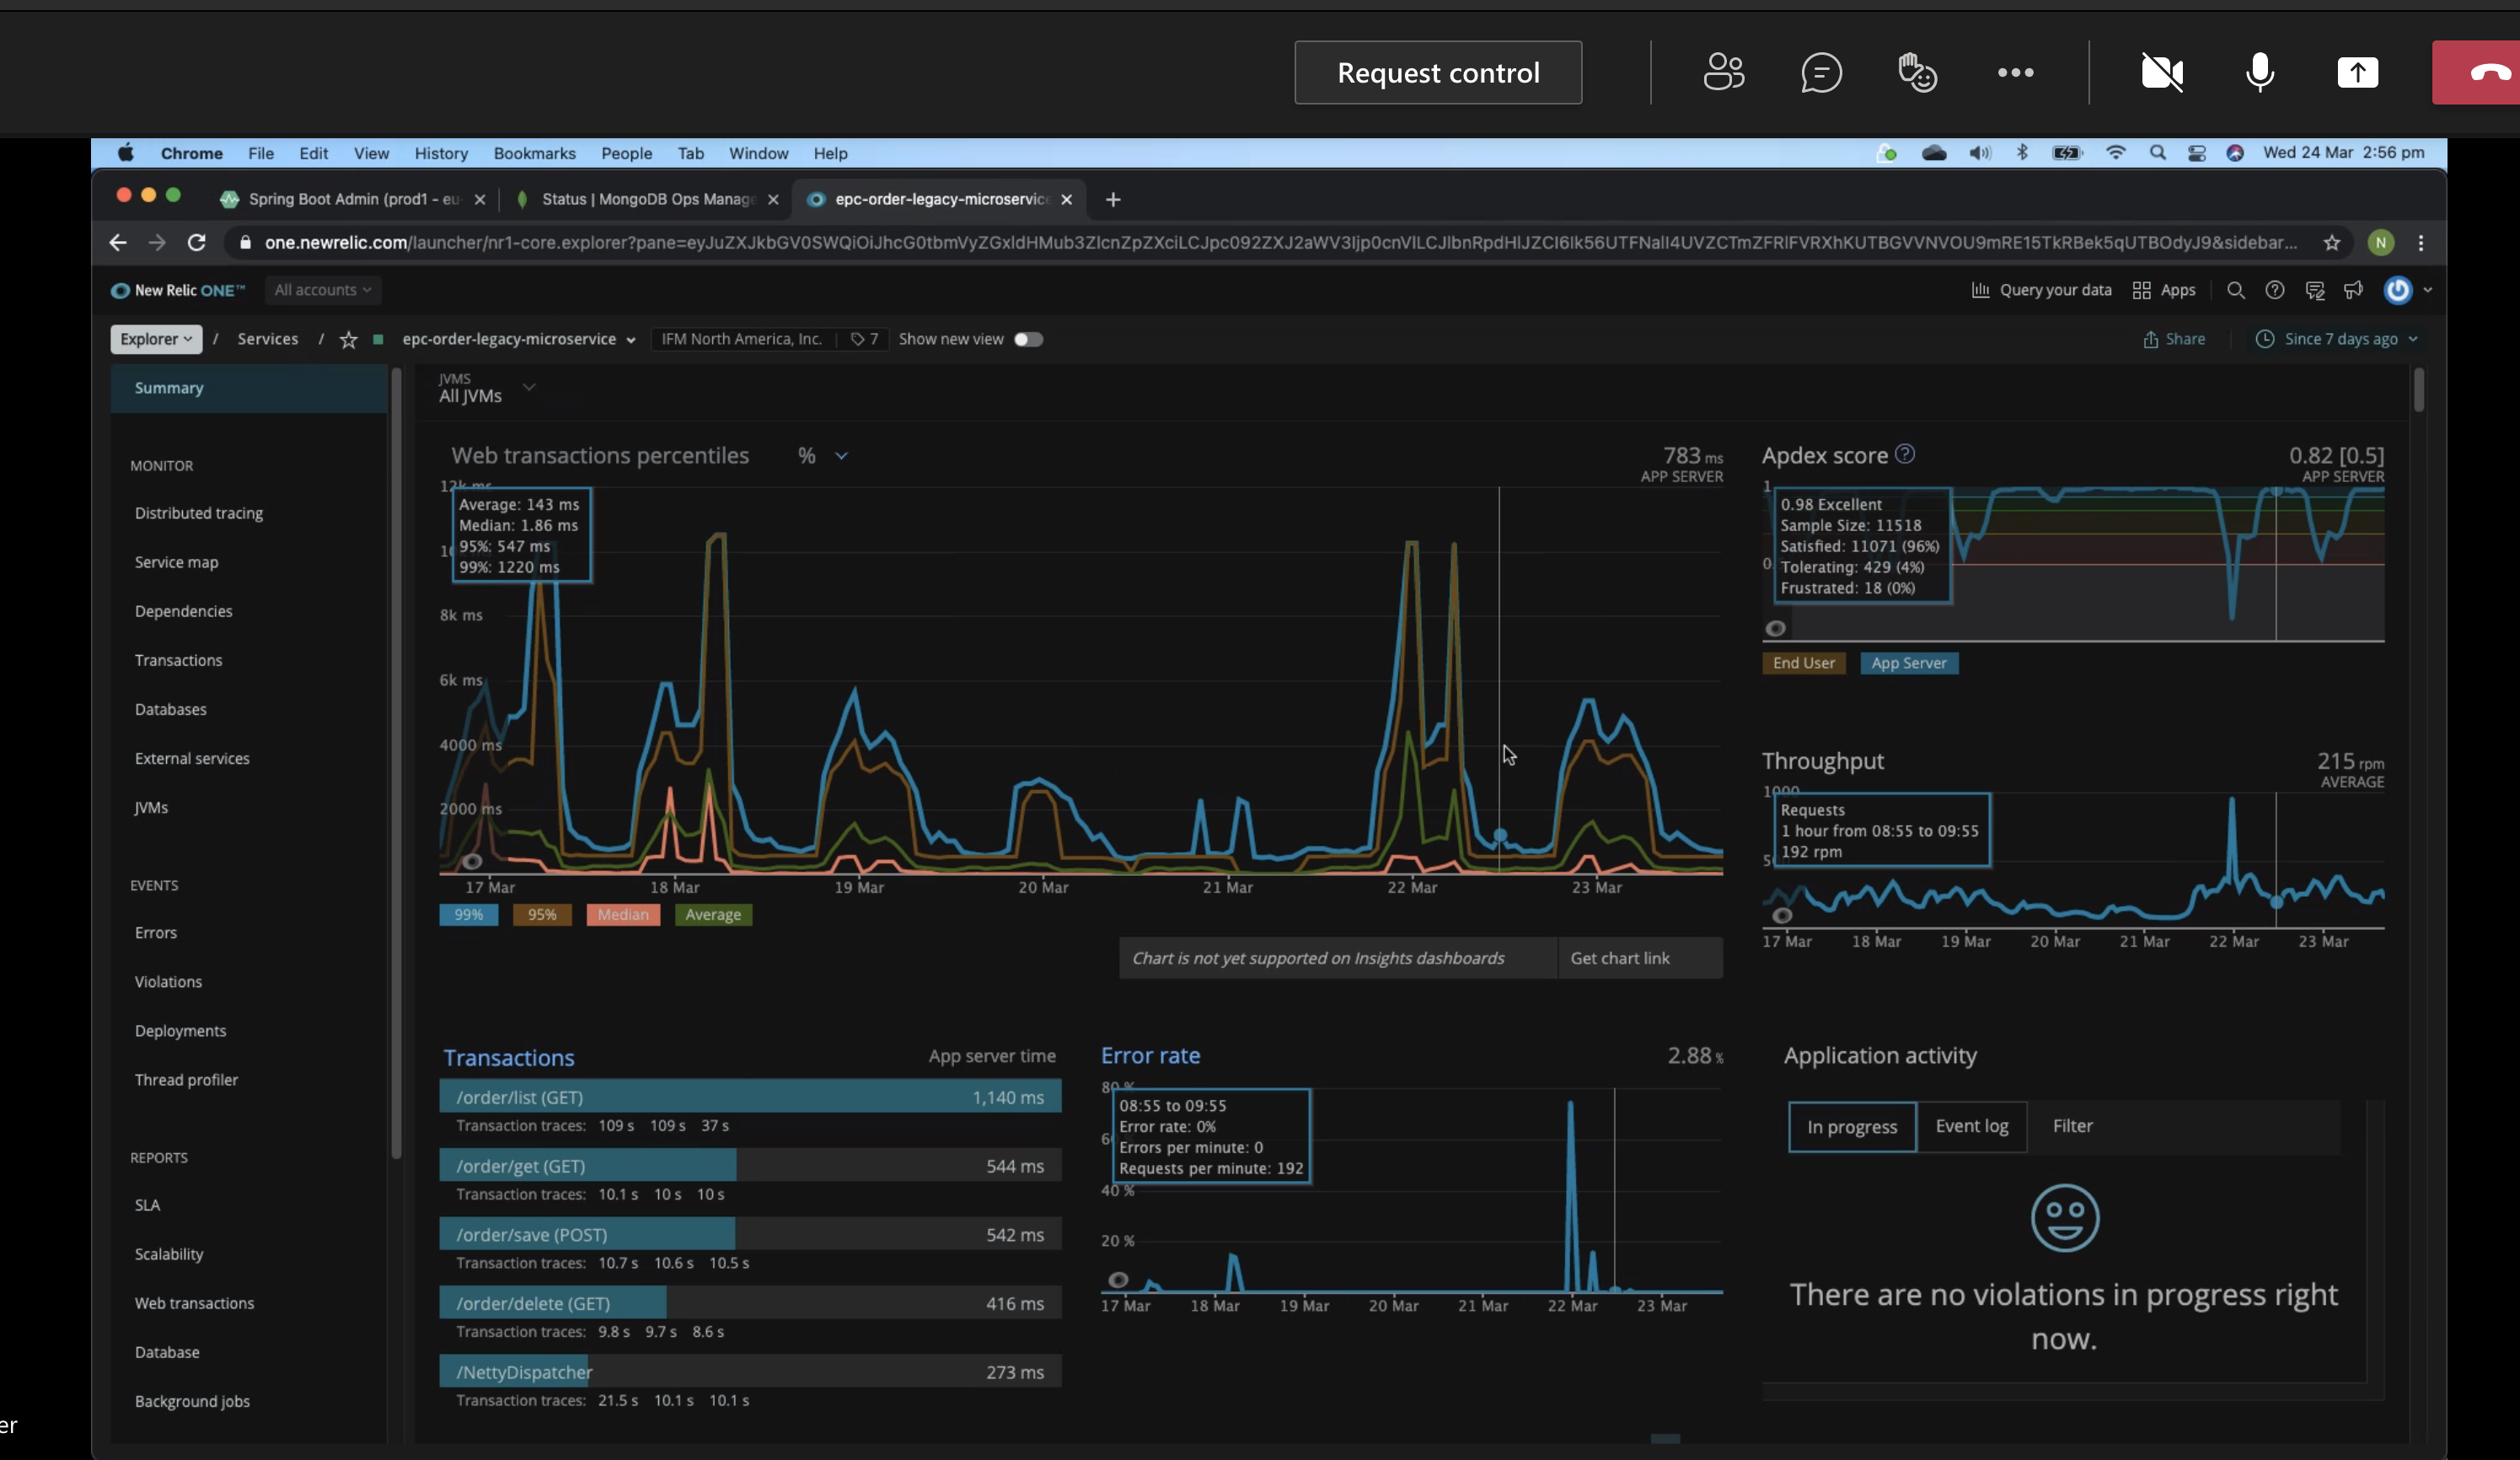 Request control
Chrome File Edit View History Bookmarks People Tab Window Help
Wed 24 Mar 2:56 pm
Spring Boot Admin (prod1 - eu-
Status | MongoDB Ops Manage
epc-order-legacy-microservice
one.newrelic.com/launcher/nr1-core.explorer?pane=
&sidebar...
N
New Relic ONE™
All accounts
Query your data
Apps
Explorer / Services / epc-order-legacy-microservice
IFM North America, Inc.
7
Show new view
Share
Since 7 days ago
Summary
MONITOR
Distributed tracing
Service map
Dependencies
Transactions
Databases
External services
JVMs
EVENTS
Errors
Violations
Deployments
Thread profiler
REPORTS
SLA
Scalability
Web transactions
Database
Background jobs
er
JVMS
All JVMs
Web transactions percentiles %
783 ms
APP SERVER
12k ms
Average: 143 ms
Median: 1.86 ms
95%: 547 ms
99%: 1220 ms
8k ms
6k ms
4000 ms
2000 ms
17 Mar 18 Mar 19 Mar 20 Mar 21 Mar 22 Mar 23 Mar
99% 95% Median Average
Chart is not yet supported on Insights dashboards
Get chart link
Apdex score
0.82 [0.5]
APP SERVER
1
0.98 Excellent
Sample Size: 11518
Satisfied: 11071 (96%)
Tolerating: 429 (4%)
Frustrated: 18 (0%)
End User App Server
Throughput
215 rpm
AVERAGE
1000
Requests
1 hour from 08:55 to 09:55
192 rpm
17 Mar 18 Mar 19 Mar 20 Mar 21 Mar 22 Mar 23 Mar
Transactions
App server time
/order/list (GET) 1,140 ms
Transaction traces: 109 s 109 s 37 s
/order/get (GET) 544 ms
Transaction traces: 10.1 s 10 s 10 s
/order/save (POST) 542 ms
Transaction traces: 10.7 s 10.6 s 10.5 s
/order/delete (GET) 416 ms
Transaction traces: 9.8 s 9.7 s 8.6 s
/NettyDispatcher 273 ms
Transaction traces: 21.5 s 10.1 s 10.1 s
Error rate
2.88 %
80 %
08:55 to 09:55
Error rate: 0%
Errors per minute: 0
Requests per minute: 192
40 %
20 %
17 Mar 18 Mar 19 Mar 20 Mar 21 Mar 22 Mar 23 Mar
Application activity
In progress
Event log
Filter
There are no violations in progress right
now.